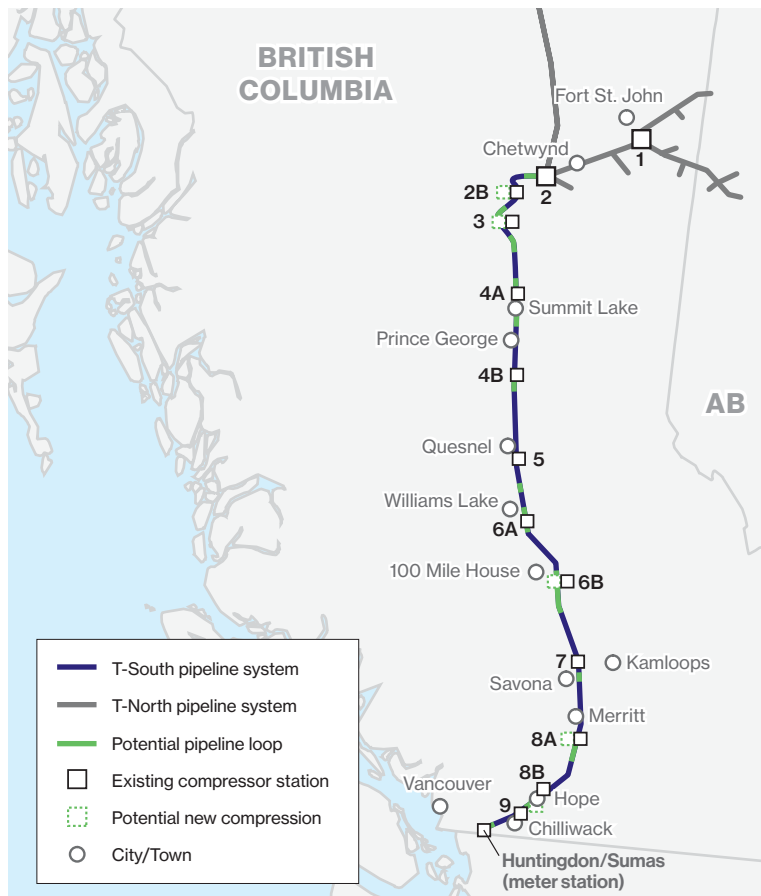 BRITISH
COLUMBIA
Fort St. John
1
Chetwynd
2
2B
3
4A
Summit Lake
Prince George
4B
AB
Quesnel
5
Williams Lake
6A
100 Mile House
6B
7
Kamloops
Savona
Merritt
8A
8B
Vancouver
Hope
9
Chilliwack
Huntingdon/Sumas
(meter station)
T-South pipeline system
T-North pipeline system
Potential pipeline loop
Existing compressor station
Potential new compression
City/Town